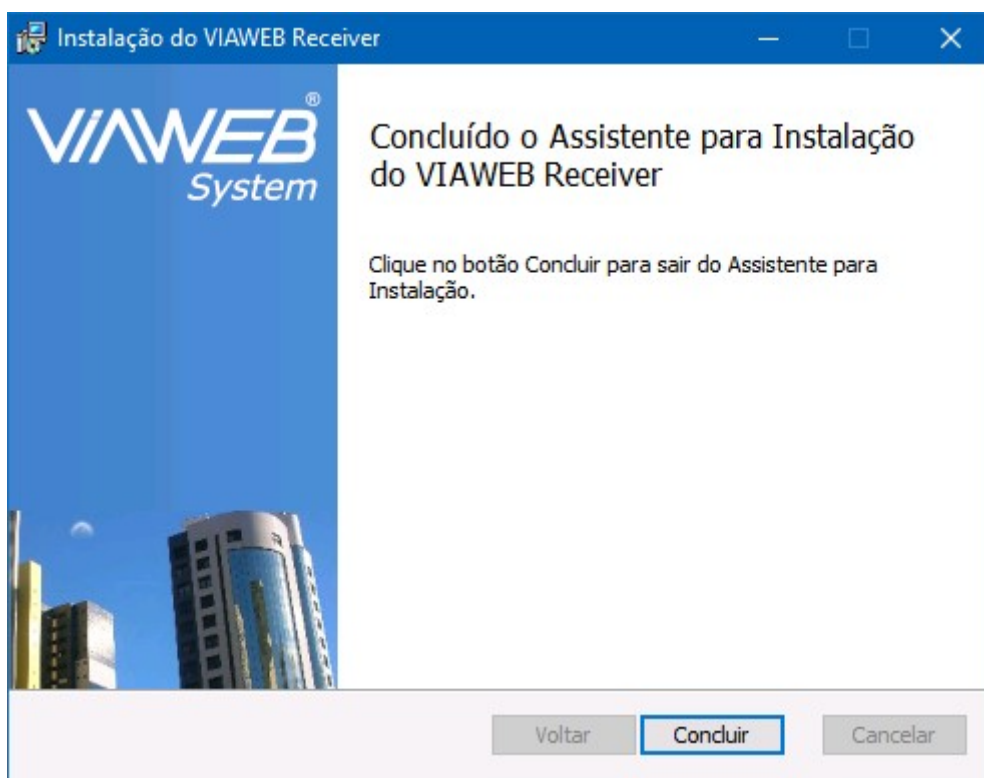 Instalação do VIAWEB Receiver
VIAWEB®
System
Concluído o Assistente para Instalação
do VIAWEB Receiver
Clique no botão Concluir para sair do Assistente para
Instalação.
Voltar
Concluir
Cancelar